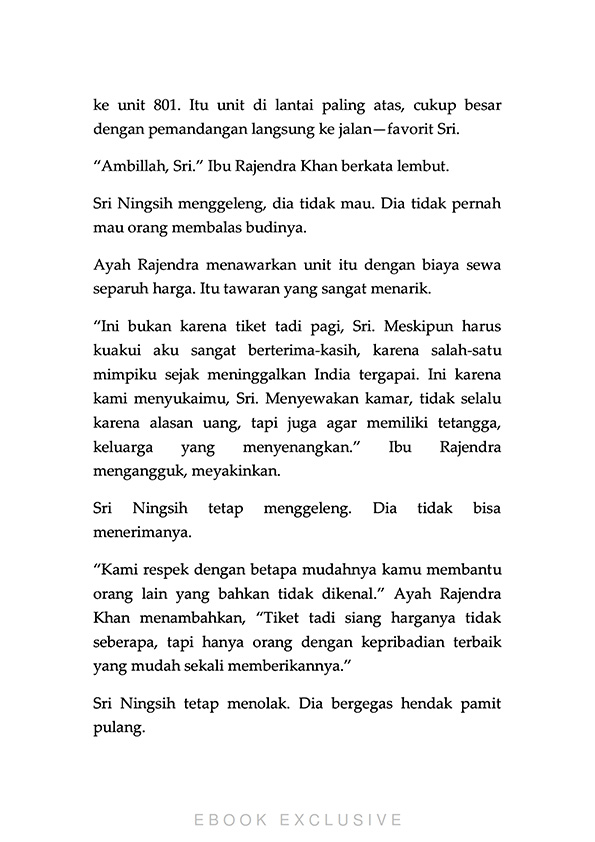 ke unit 801. Itu unit di lantai paling atas, cukup besar
dengan pemandangan langsung ke jalan—favorit Sri.
“Ambillah, Sri.” Ibu Rajendra Khan berkata lembut.
Sri Ningsih menggeleng, dia tidak mau. Dia tidak pernah
mau orang membalas budinya.
Ayah Rajendra menawarkan unit itu dengan biaya sewa
separuh harga. Itu tawaran yang sangat menarik.
“Ini bukan karena tiket tadi pagi, Sri. Meskipun harus
kuakui aku sangat berterima-kasih, karena salah-satu
mimpiku sejak meninggalkan India tergapai. Ini karena
kami menyukaimu, Sri. Menyewakan kamar, tidak selalu
karena alasan uang, tapi juga agar memiliki tetangga,
keluarga yang menyenangkan.” Ibu Rajendra
mengangguk, meyakinkan.
Sri Ningsih tetap menggeleng. Dia tidak bisa
menerimanya.
“Kami respek dengan betapa mudahnya kamu membantu
orang lain yang bahkan tidak dikenal.” Ayah Rajendra
Khan menambahkan, “Tiket tadi siang harganya tidak
seberapa, tapi hanya orang dengan kepribadian terbaik
yang mudah sekali memberikannya.”
Sri Ningsih tetap menolak. Dia bergegas hendak pamit
pulang.
EBOOK EXCLUSIVE